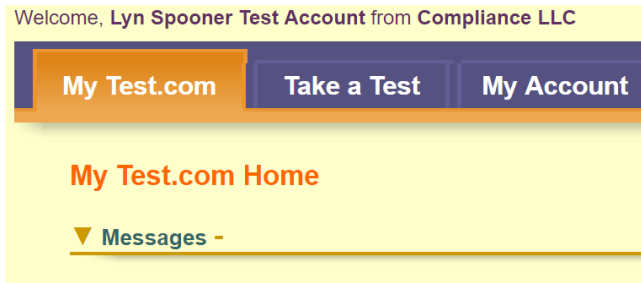 Welcome, Lyn Spooner Test Account from Compliance LLC
My Test.com Take a Test My Account
My Test.com Home
▼ Messages -